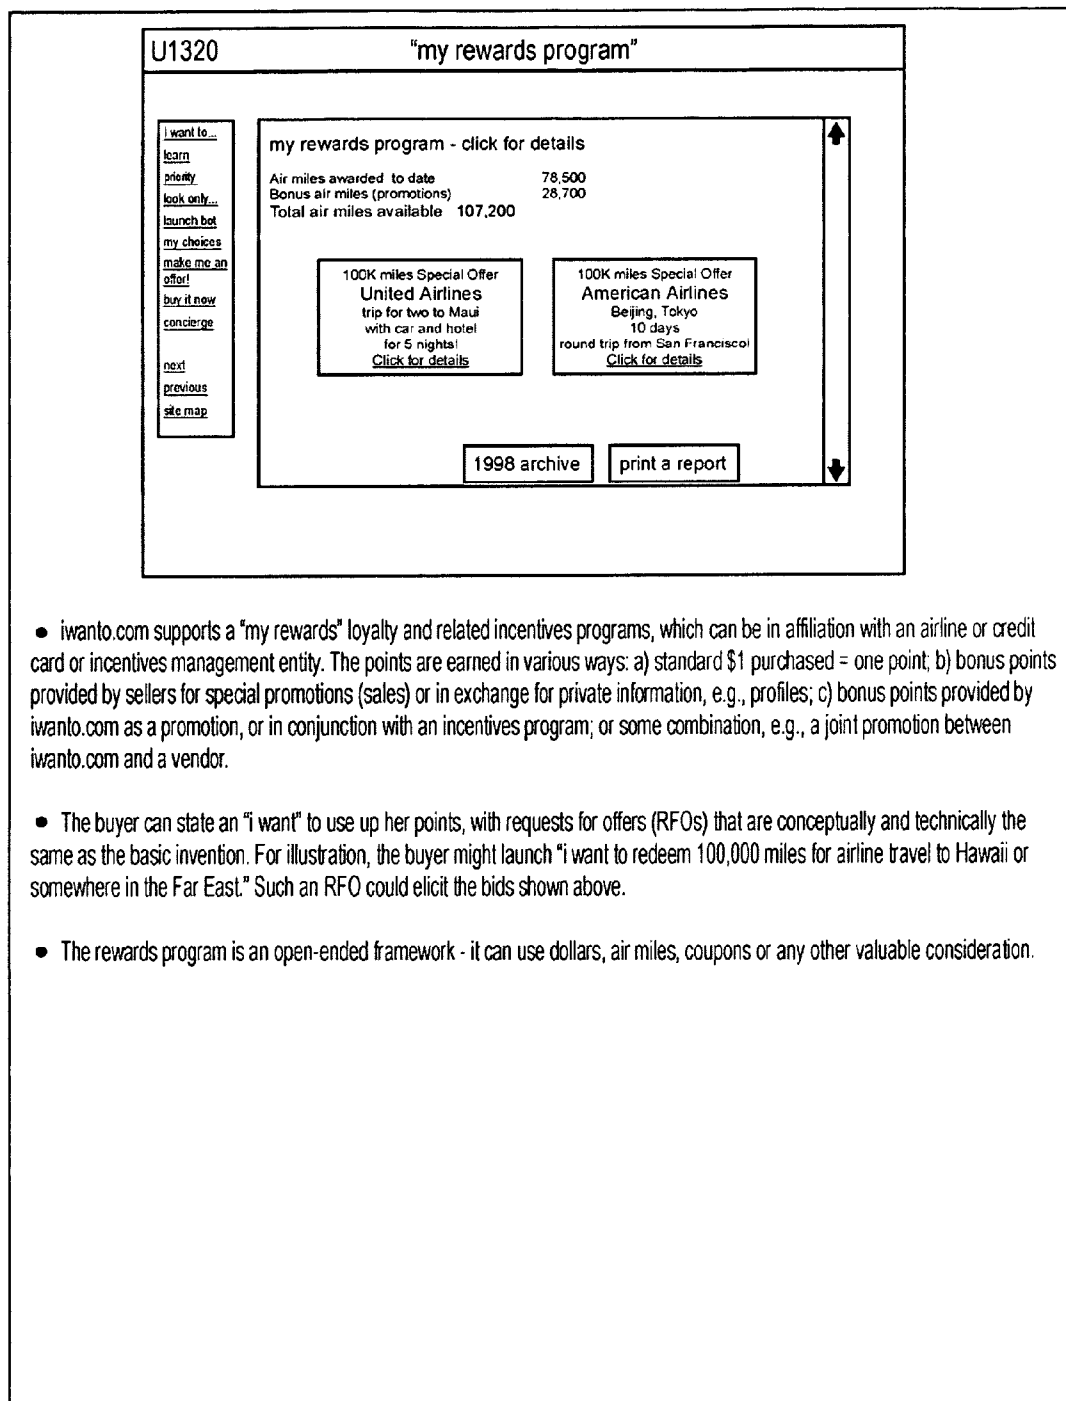 U1320 "my rewards program"
i want to...
learn
priority
look only...
launch bot
my choices
make me an
offer!
buy it now
concierge
next
previous
site map
my rewards program - click for details
Air miles awarded to date 78,500
Bonus air miles (promotions) 28,700
Total air miles available 107,200
100K miles Special Offer
United Airlines
trip for two to Maui
with car and hotel
for 5 nights!
Click for details
100K miles Special Offer
American Airlines
Beijing, Tokyo
10 days
round trip from San Francisco!
Click for details
1998 archive
print a report
• iwanto.com supports a "my rewards" loyalty and related incentives programs, which can be in affiliation with an airline or credit
card or incentives management entity. The points are earned in various ways: a) standard $1 purchased = one point; b) bonus points
provided by sellers for special promotions (sales) or in exchange for private information, e.g., profiles; c) bonus points provided by
iwanto.com as a promotion, or in conjunction with an incentives program; or some combination, e.g., a joint promotion between
iwanto.com and a vendor.
• The buyer can state an "i want" to use up her points, with requests for offers (RFOs) that are conceptually and technically the
same as the basic invention. For illustration, the buyer might launch "i want to redeem 100,000 miles for airline travel to Hawaii or
somewhere in the Far East." Such an RFO could elicit the bids shown above.
• The rewards program is an open-ended framework - it can use dollars, air miles, coupons or any other valuable consideration.